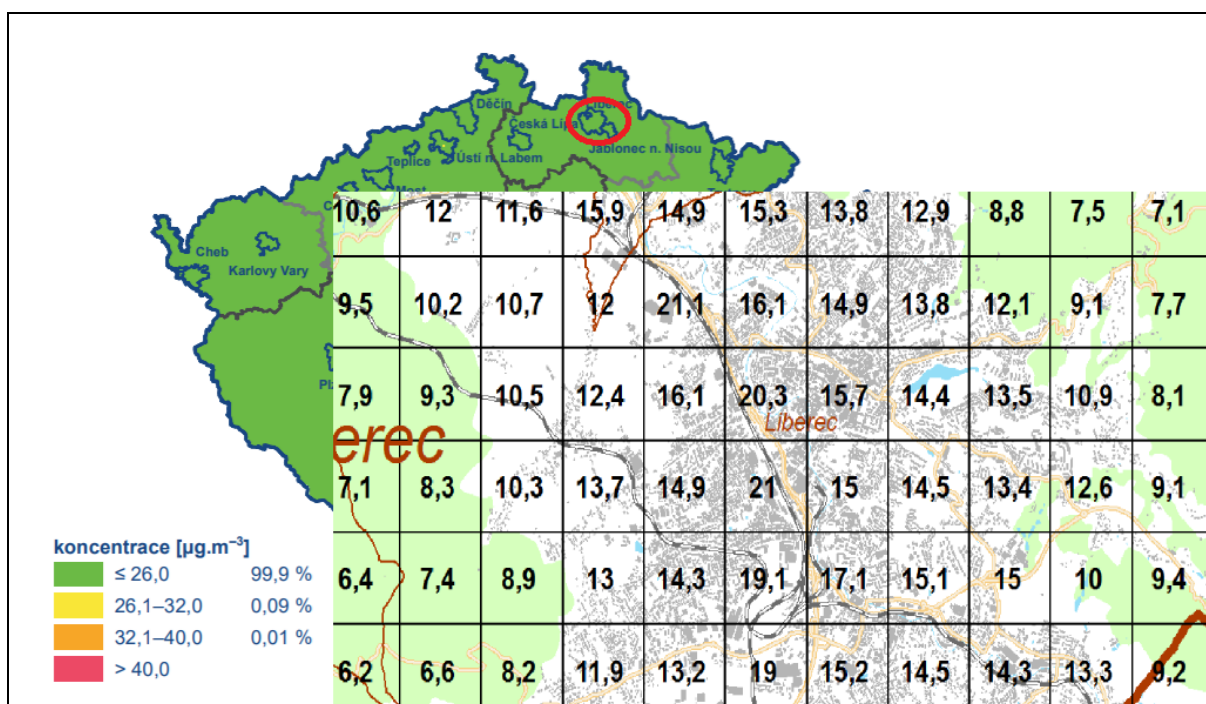 Děčín
Liberec
Česká Lípa
Jablonec n. Nisou
Teplice
Ústí n. Labem
Most
Cheb
Karlovy Vary
10,6 12 11,6 15,9 14,9 15,3 13,8 12,9 8,8 7,5 7,1
9,5 10,2 10,7 12 21,1 16,1 14,9 13,8 12,1 9,1 7,7
7,9 9,3 10,5 12,4 16,1 20,3 15,7 14,4 13,5 10,9 8,1
Liberec
erec
7,1 8,3 10,3 13,7 14,9 21 15 14,5 13,4 12,6 9,1
6,4 7,4 8,9 13 14,3 19,1 17,1 15,1 15 10 9,4
6,2 6,6 8,2 11,9 13,2 19 15,2 14,5 14,3 13,3 9,2
koncentrace [µg.m⁻³]
≤ 26,0 99,9 %
26,1–32,0 0,09 %
32,1–40,0 0,01 %
> 40,0